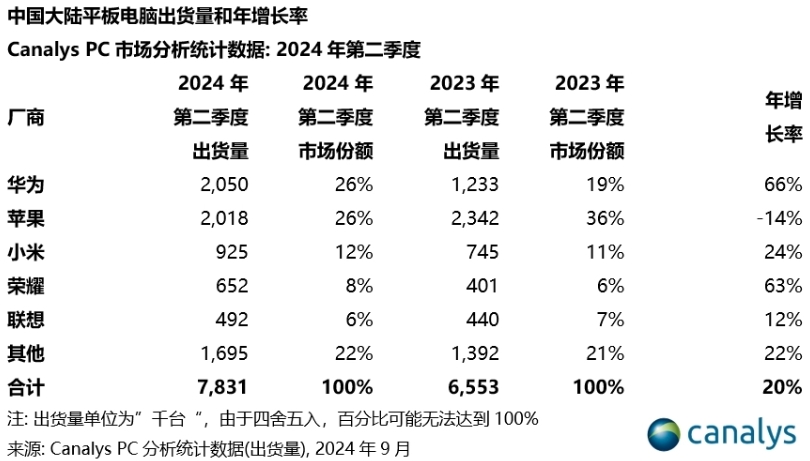 中国大陆平板电脑出货量和年增长率
Canalys PC 市场分析统计数据: 2024 年第二季度
厂商 2024 年第二季度出货量 2024 年第二季度市场份额 2023 年第二季度出货量 2023 年第二季度市场份额 年增长率
华为 2,050 26% 1,233 19% 66%
苹果 2,018 26% 2,342 36% -14%
小米 925 12% 745 11% 24%
荣耀 652 8% 401 6% 63%
联想 492 6% 440 7% 12%
其他 1,695 22% 1,392 21% 22%
合计 7,831 100% 6,553 100% 20%
注: 出货量单位为”千台“，由于四舍五入，百分比可能无法达到 100%
来源: Canalys PC 分析统计数据(出货量), 2024 年 9 月
canalys